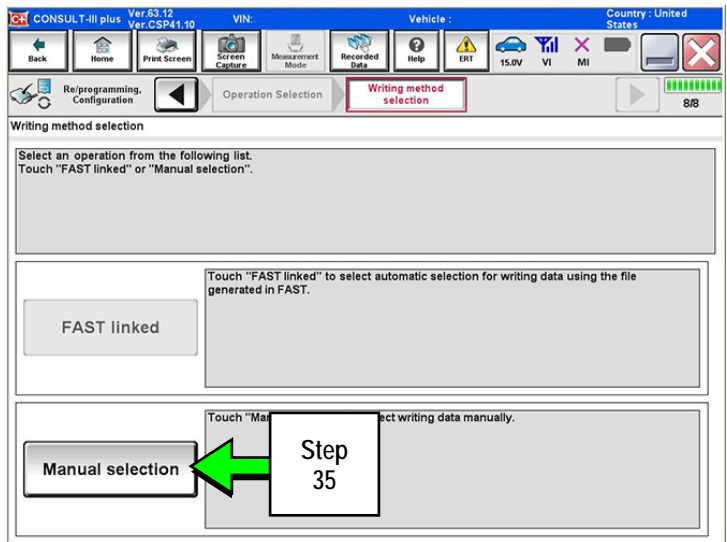 CONSULT-III plus
Ver.63.12
Ver.CSP41.10
VIN:
Vehicle :
Country : United
States
Back
Home
Print Screen
Screen
Capture
Measurement
Mode
Recorded
Data
Help
ERT
15.0V
VI
MI
Re/programming,
Configuration
Operation Selection
Writing method
selection
8/8
Writing method selection
Select an operation from the following list.
Touch "FAST linked" or "Manual selection".
FAST linked
Touch "FAST linked" to select automatic selection for writing data using the file
generated in FAST.
Manual selection
Touch "Ma
ect writing data manually.
Step
35